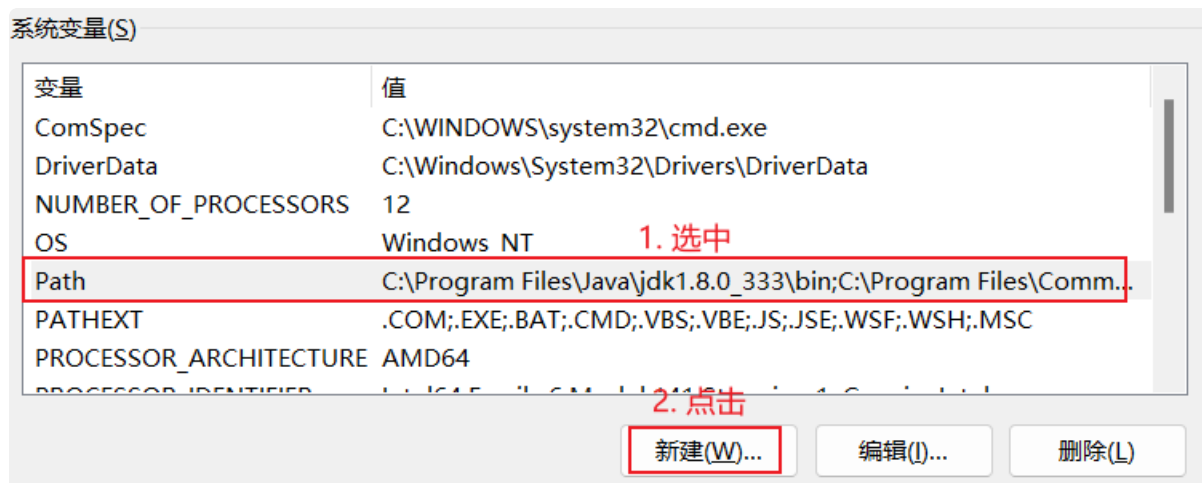 系统变量(S)
变量 值
ComSpec C:\WINDOWS\system32\cmd.exe
DriverData C:\Windows\System32\Drivers\DriverData
NUMBER_OF_PROCESSORS 12
OS Windows_NT
1. 选中
Path C:\Program Files\Java\jdk1.8.0_333\bin;C:\Program Files\Comm...
PATHEXT .COM;.EXE;.BAT;.CMD;.VBS;.VBE;.JS;.JSE;.WSF;.WSH;.MSC
PROCESSOR_ARCHITECTURE AMD64
2. 点击
新建(W)... 编辑(I)... 删除(L)